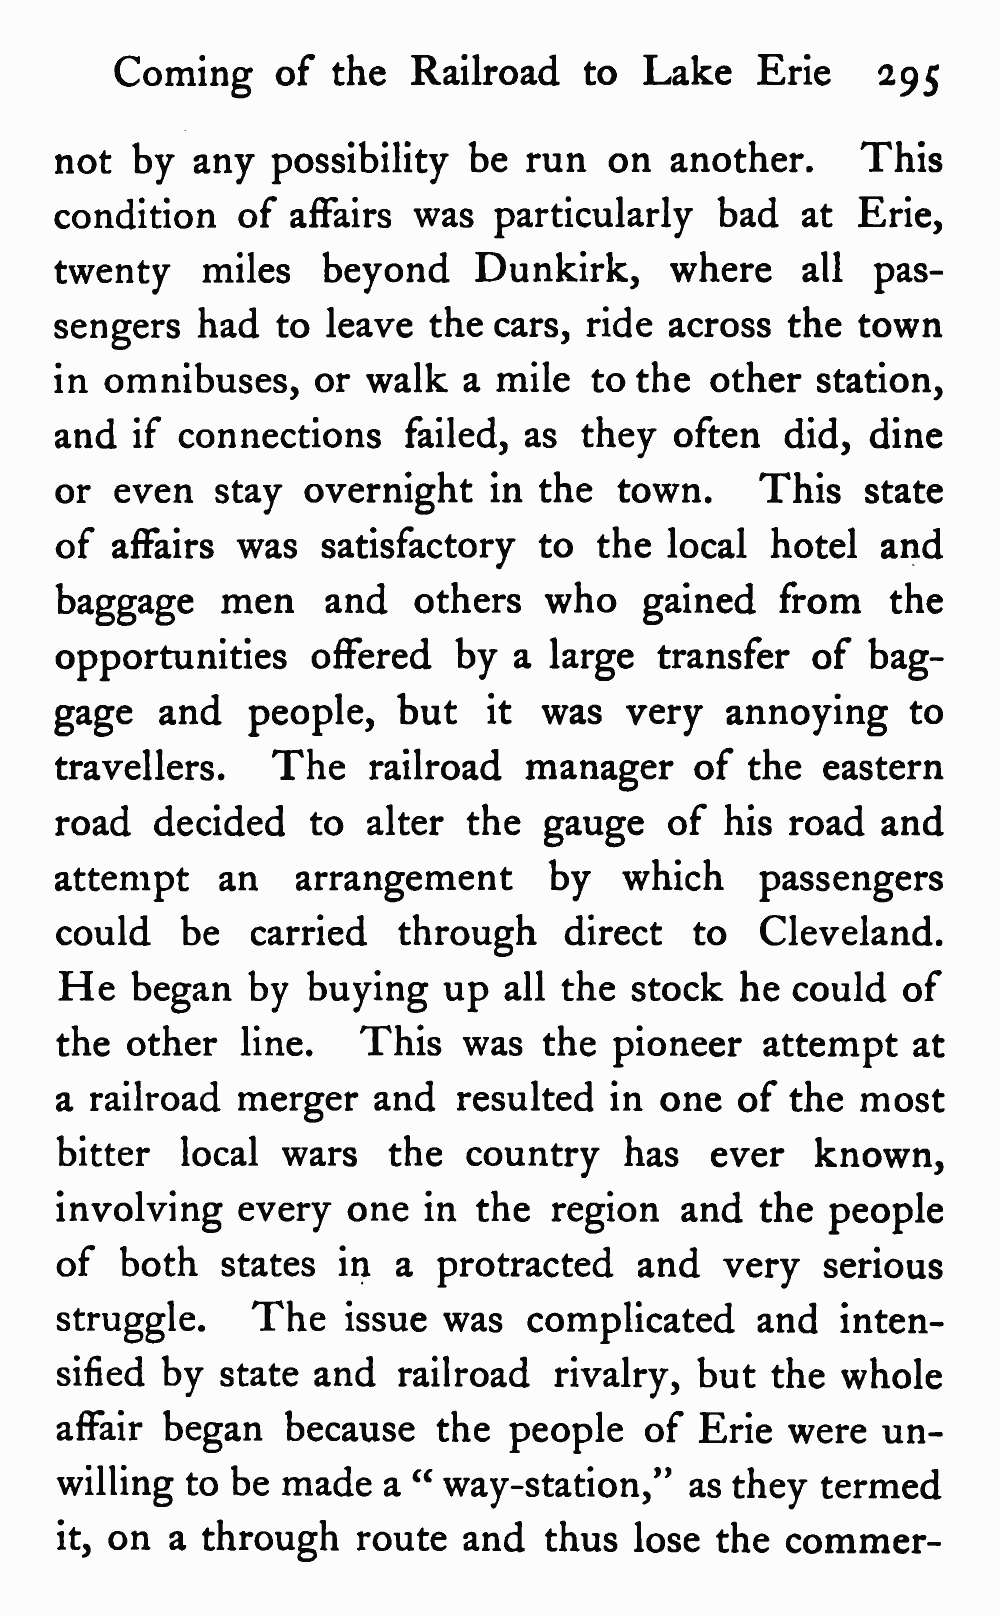 Coming of the Railroad to Lake Erie 295
not by any possibility be run on another. This
condition of affairs was particularly bad at Erie,
twenty miles beyond Dunkirk, where all pas-
sengers had to leave the cars, ride across the town
in omnibuses, or walk a mile to the other station,
and if connections failed, as they often did, dine
or even stay overnight in the town. This state
of affairs was satisfactory to the local hotel and
baggage men and others who gained from the
opportunities offered by a large transfer of bag-
gage and people, but it was very annoying to
travellers. The railroad manager of the eastern
road decided to alter the gauge of his road and
attempt an arrangement by which passengers
could be carried through direct to Cleveland.
He began by buying up all the stock he could of
the other line. This was the pioneer attempt at
a railroad merger and resulted in one of the most
bitter local wars the country has ever known,
involving every one in the region and the people
of both states in a protracted and very serious
struggle. The issue was complicated and inten-
sified by state and railroad rivalry, but the whole
affair began because the people of Erie were un-
willing to be made a “ way-station,” as they termed
it, on a through route and thus lose the commer-